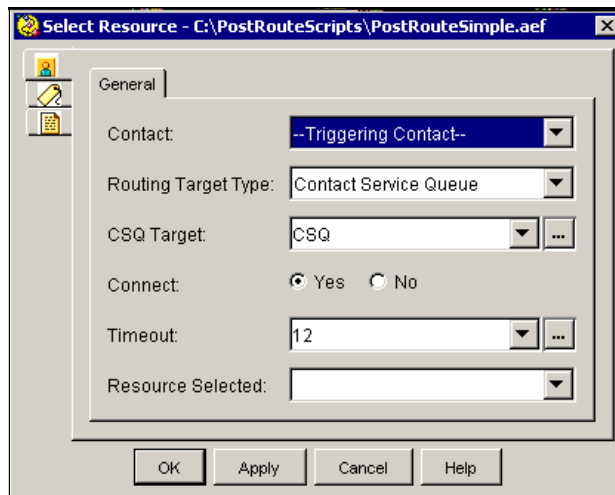 Select Resource - C:\PostRouteScripts\PostRouteSimple.aef
General
Contact: --Triggering Contact--
Routing Target Type: Contact Service Queue
CSQ Target: CSQ ...
Connect: Yes No
Timeout: 12 ...
Resource Selected:
OK Apply Cancel Help